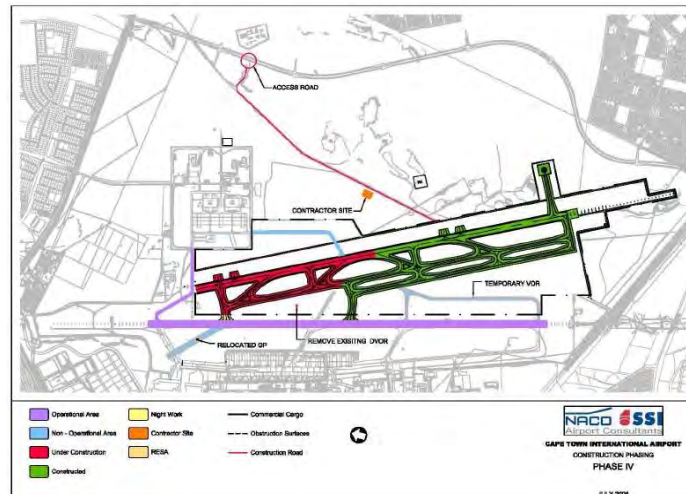 ACCESS ROAD
CONTRACTOR SITE
TEMPORARY VOR
RELOCATED GP
REMOVE EXISITNG DVOR
Operational Area
Non - Operational Area
Under Construction
Constructed
Night Work
Contractor Site
RESA
Commercial Cargo
Obstruction Surfaces
Construction Road
NACO SSI
Airport Consultants
CAPE TOWN INTERNATIONAL AIRPORT
CONSTRUCTION PHASING
PHASE IV